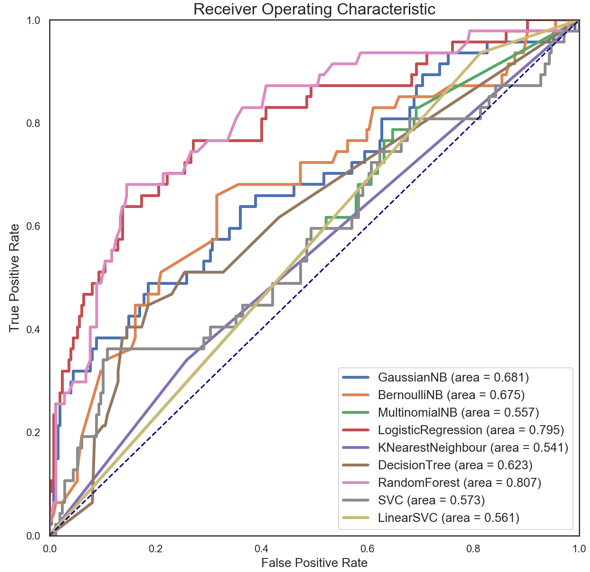 Receiver Operating Characteristic
True Positive Rate
1.0
0.8
0.6
0.4
0.2
0.0
GaussianNB (area = 0.681)
BernoulliNB (area = 0.675)
MultinomialNB (area = 0.557)
LogisticRegression (area = 0.795)
KNearestNeighbour (area = 0.541)
DecisionTree (area = 0.623)
RandomForest (area = 0.807)
SVC (area = 0.573)
LinearSVC (area = 0.561)
0.0 0.2 0.4 0.6 0.8 1.0
False Positive Rate